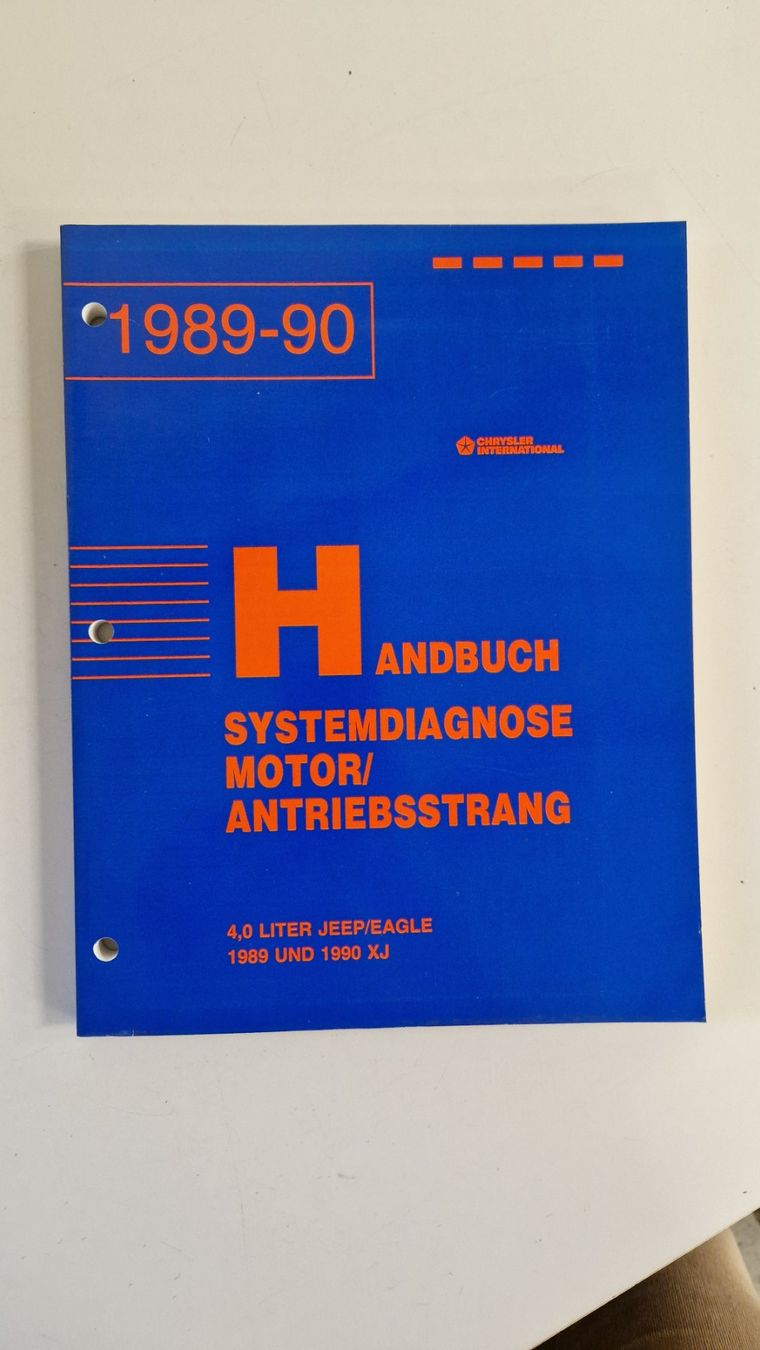 1989-90
CHRYSLER
INTERNATIONAL
HANDBUCH
SYSTEMDIAGNOSE
MOTOR/
ANTRIEBSSTRANG
4,0 LITER JEEP/EAGLE
1989 UND 1990 XJ